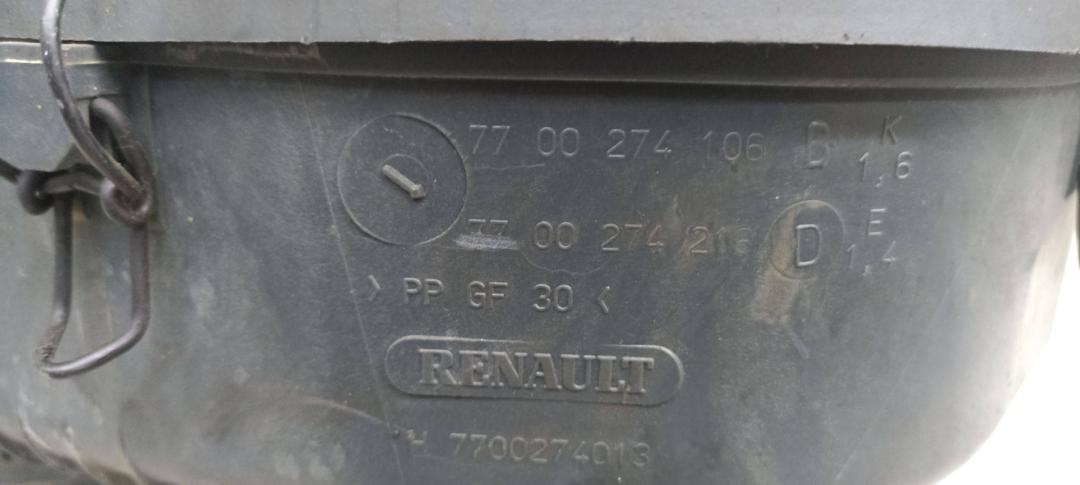 77 00 274 106 B K 1,6
77 00 274 D E 1,4
> PP GF 30 <
RENAULT
H 7700274013